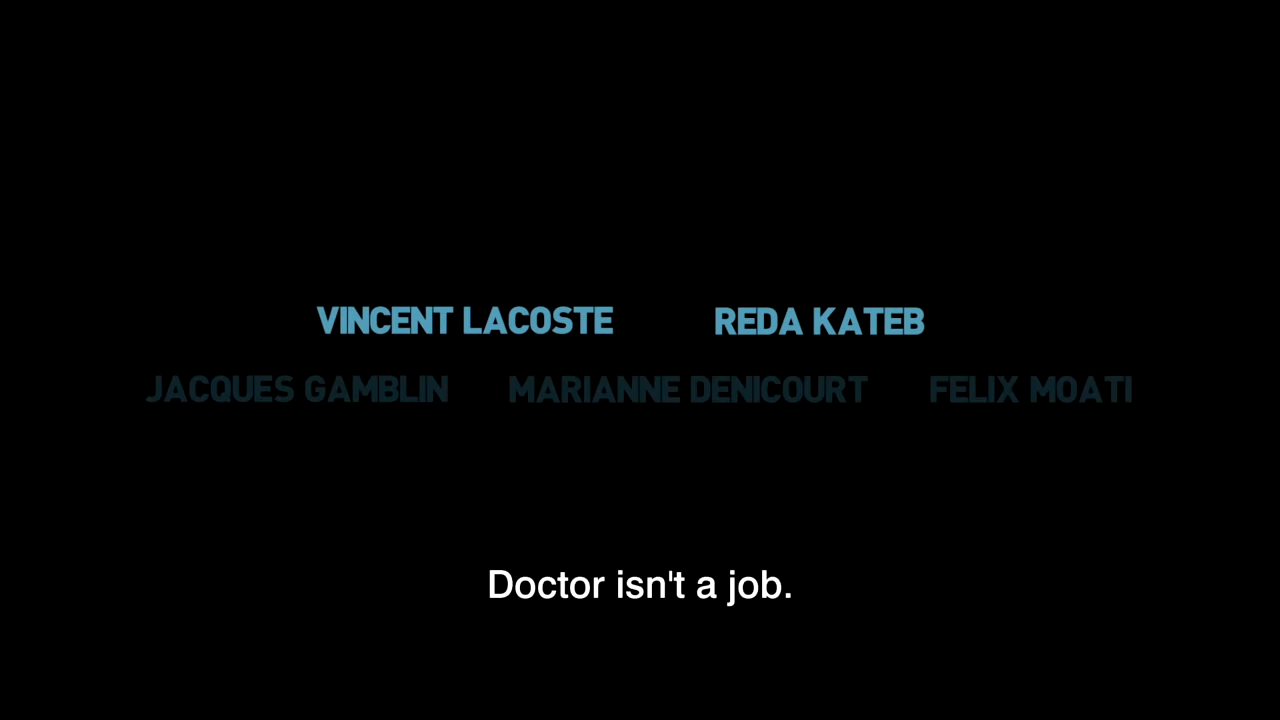 VINCENT LACOSTE REDA KATEB
JACQUES GAMBLIN MARIANNE DENICOURT FELIX MOATI
Doctor isn't a job.